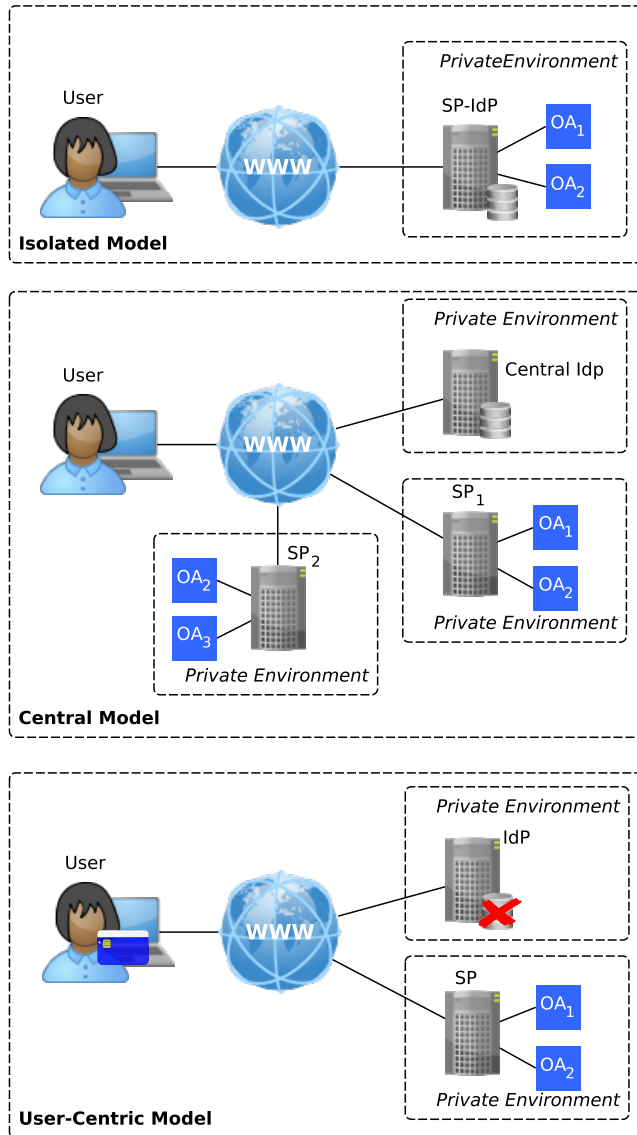 PrivateEnvironment
User
SP-IdP
OA1
WWW
OA2
Isolated Model
Private Environment
User
Central Idp
WWW
SP1
OA1
SP2
OA2
OA2
OA3
Private Environment
Private Environment
Central Model
Private Environment
User
IdP
WWW
SP
OA1
OA2
Private Environment
User-Centric Model